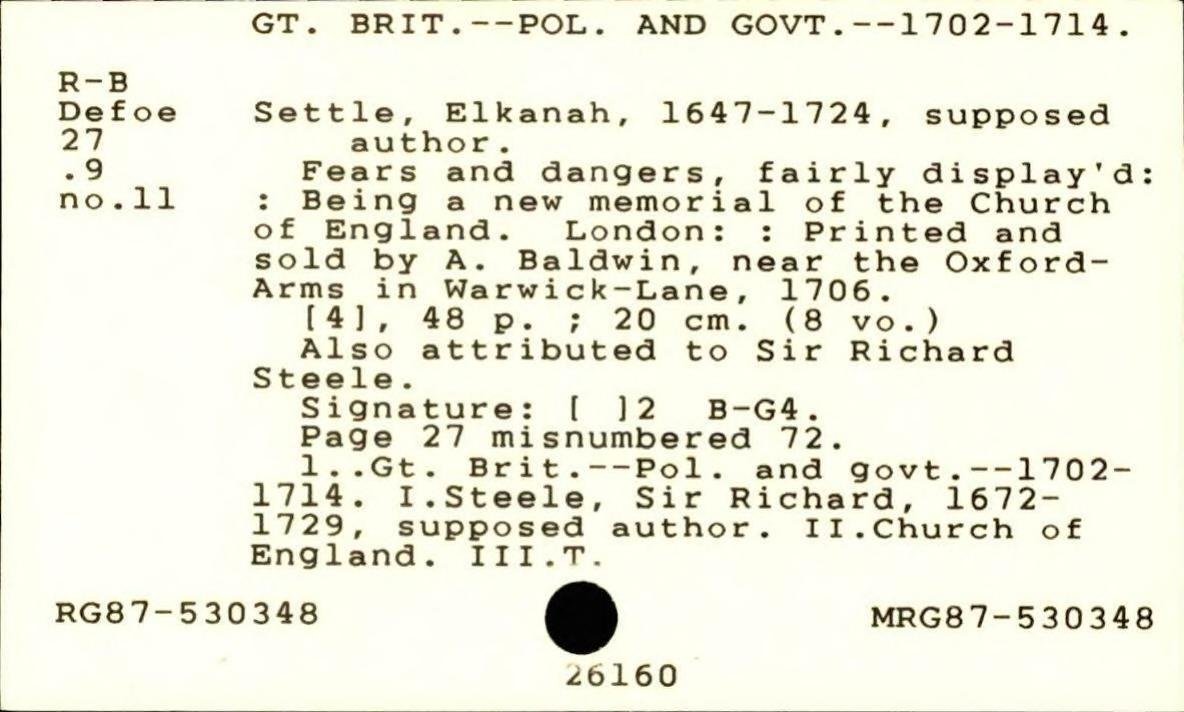 GT. BRIT.--POL. AND GOVT.--1702-1714.
R-B
Defoe Settle, Elkanah, 1647-1724, supposed
27 author.
.9 Fears and dangers, fairly display'd:
no.11 : Being a new memorial of the Church
of England. London: : Printed and
sold by A. Baldwin, near the Oxford-
Arms in Warwick-Lane, 1706.
[4], 48 p. ; 20 cm. (8 vo.)
Also attributed to Sir Richard
Steele.
Signature: [ ]2 B-G4.
Page 27 misnumbered 72.
1..Gt. Brit.--Pol. and govt.--1702-
1714. I.Steele, Sir Richard, 1672-
1729, supposed author. II.Church of
England. III.T.
RG87-530348 MRG87-530348
26160